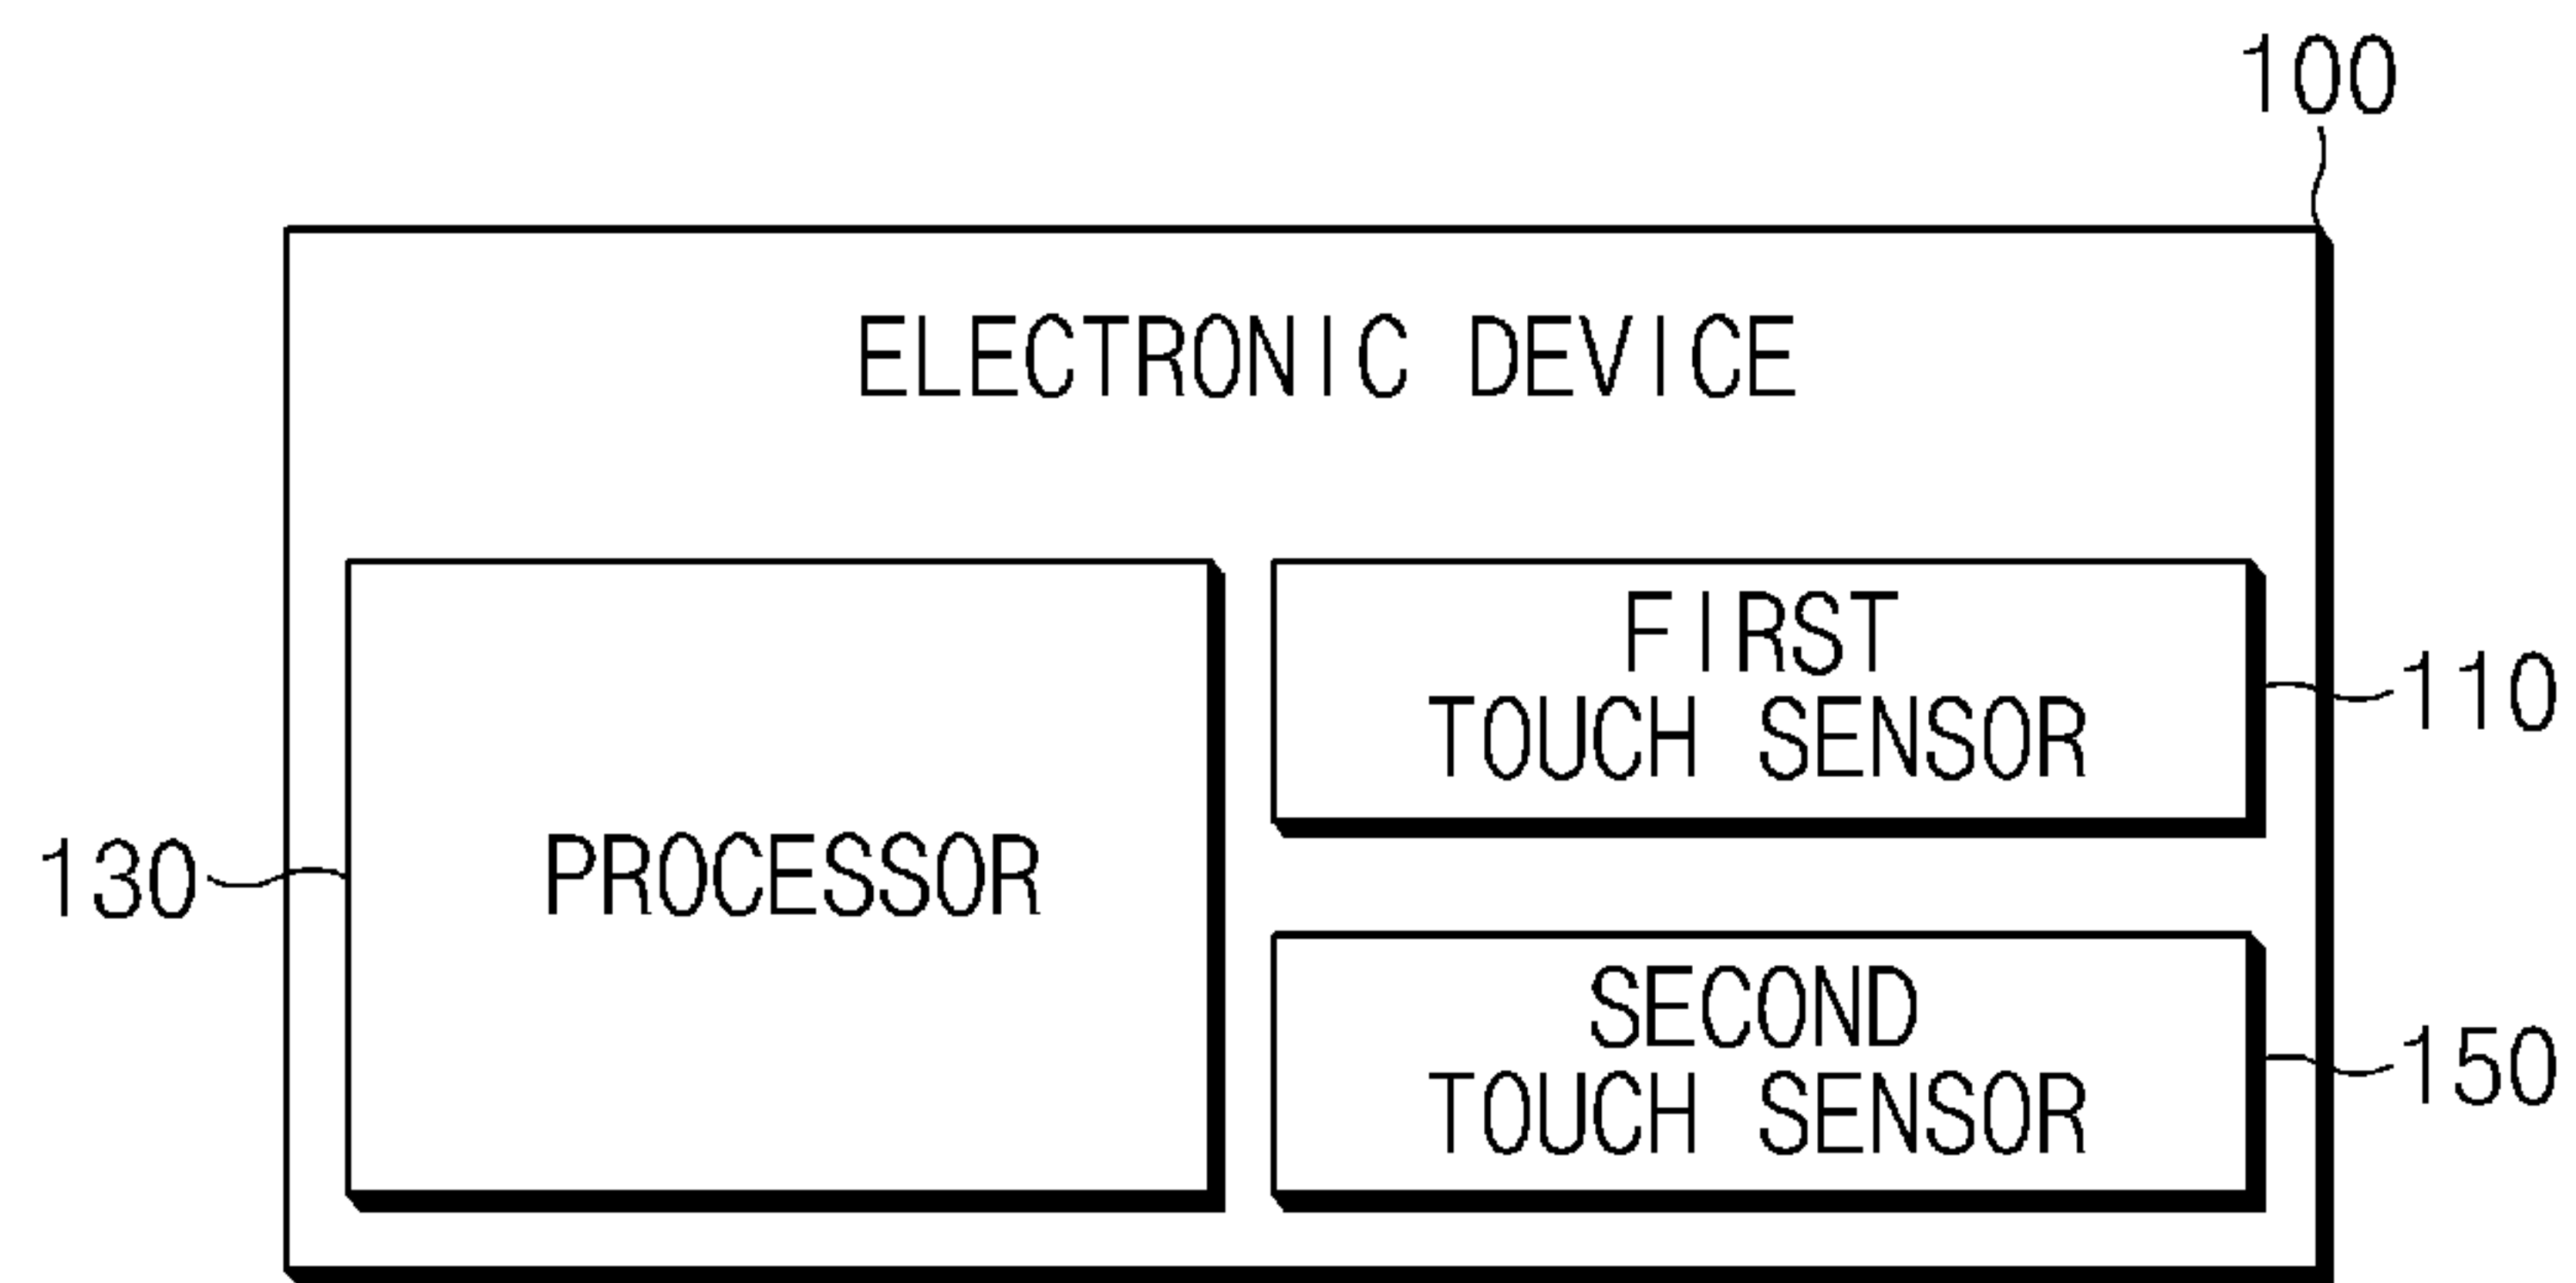 100
ELECTRONIC DEVICE
FIRST
TOUCH SENSOR
110
130
PROCESSOR
SECOND
TOUCH SENSOR
150